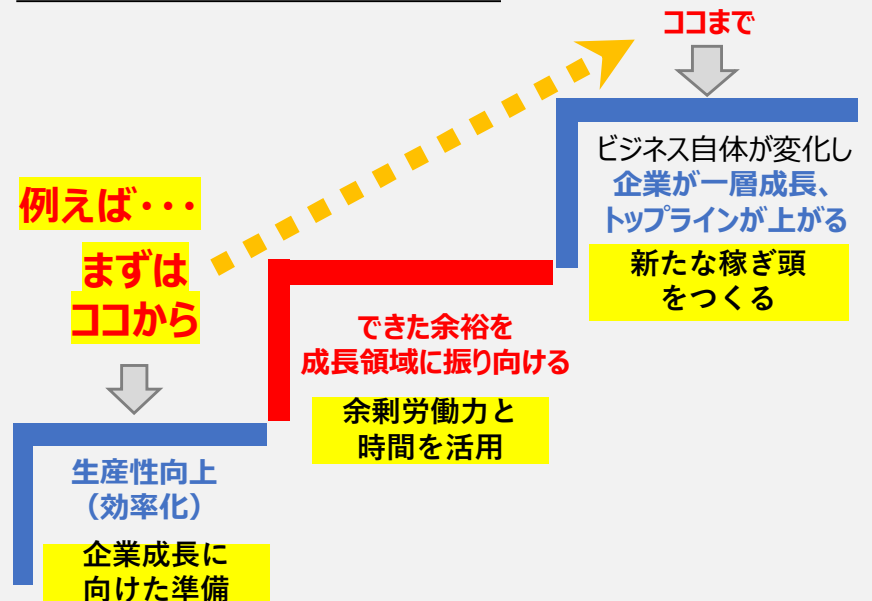 ココまで
ビジネス自体が変化し
企業が一層成長、
トップラインが上がる
新たな稼ぎ頭
をつくる
例えば・・・
まずは
ココから
できた余裕を
成長領域に振り向ける
余剰労働力と
時間を活用
生産性向上
（効率化）
企業成長に
向けた準備